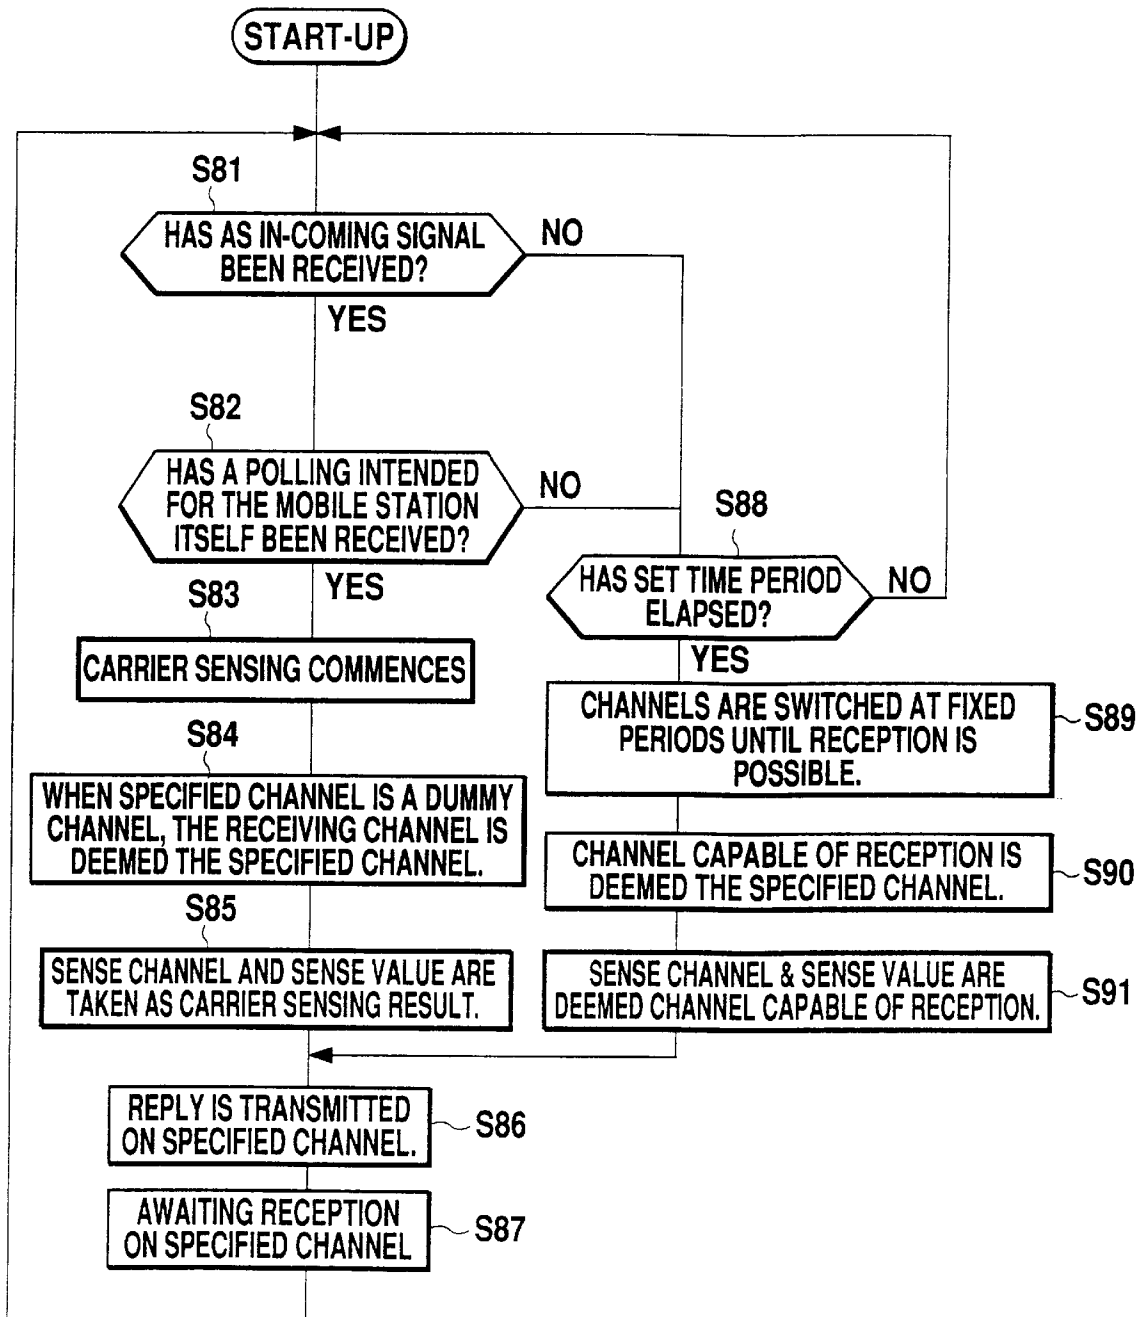 START-UP
S81
HAS AS IN-COMING SIGNAL
BEEN RECEIVED?
NO
YES
S82
HAS A POLLING INTENDED
FOR THE MOBILE STATION
ITSELF BEEN RECEIVED?
NO
YES
S88
HAS SET TIME PERIOD
ELAPSED?
NO
YES
S83
CARRIER SENSING COMMENCES
S84
WHEN SPECIFIED CHANNEL IS A DUMMY
CHANNEL, THE RECEIVING CHANNEL IS
DEEMED THE SPECIFIED CHANNEL.
S85
SENSE CHANNEL AND SENSE VALUE ARE
TAKEN AS CARRIER SENSING RESULT.
CHANNELS ARE SWITCHED AT FIXED
PERIODS UNTIL RECEPTION IS
POSSIBLE.
S89
CHANNEL CAPABLE OF RECEPTION IS
DEEMED THE SPECIFIED CHANNEL.
S90
SENSE CHANNEL & SENSE VALUE ARE
DEEMED CHANNEL CAPABLE OF RECEPTION.
S91
REPLY IS TRANSMITTED
ON SPECIFIED CHANNEL.
S86
AWAITING RECEPTION
ON SPECIFIED CHANNEL
S87